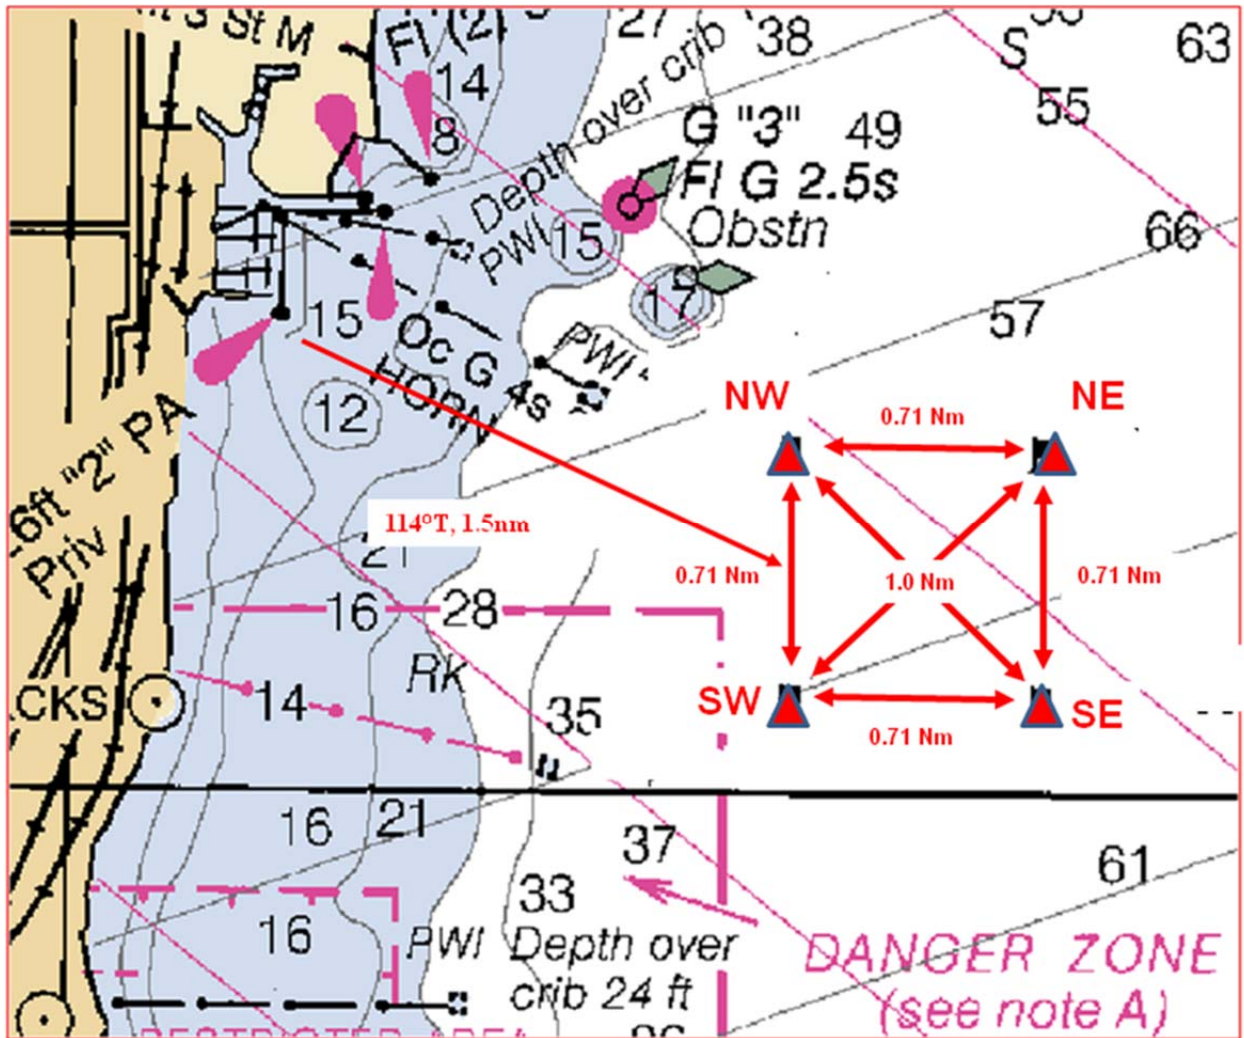 3 St M
Fl (2)
27
38
S
63
14
55
8
Depth over crib
PWI
G "3" 49
Fl G 2.5s
Obstn
15
66
17
15
57
Oc G 4s
HORN
PWI
12
NW
NE
0.71 Nm
6ft "2" PA
Priv
114°T, 1.5nm
21
0.71 Nm
1.0 Nm
0.71 Nm
16
28
Rk
SW
SE
0.71 Nm
CKS
14
35
16
21
37
61
33
16
PWI Depth over
crib 24 ft
DANGER ZONE
(see note A)